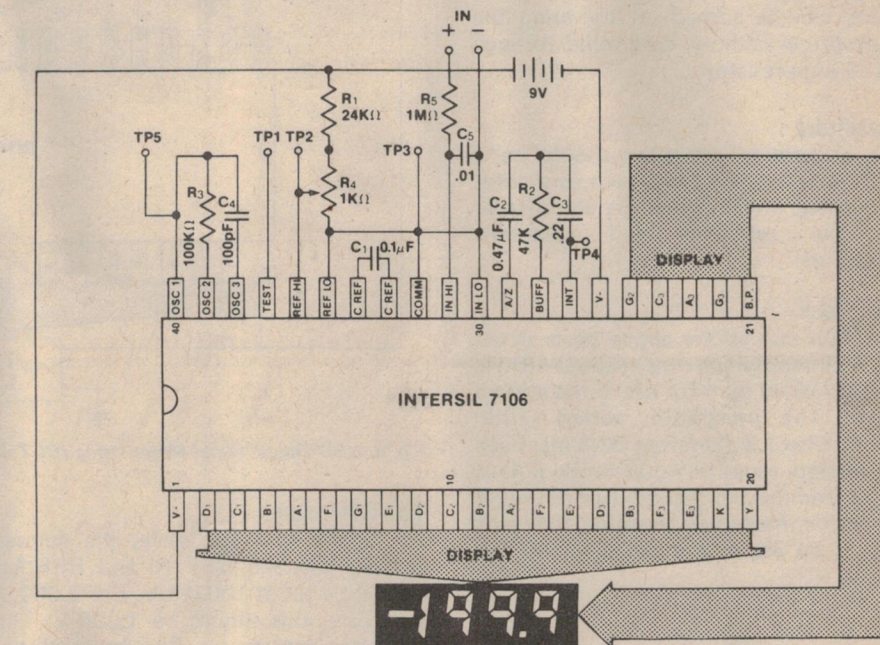 IN
+ −
9V
R1
24KΩ
R5
1MΩ
TP5
TP1
TP2
TP3
C5
.01
R4
1KΩ
R3
100KΩ
C4
100pF
C1
0.1µF
C2
0.47µF
R2
47K
C3
.22
TP4
DISPLAY
OSC 1
OSC 2
OSC 3
TEST
REF HI
REF LO
C REF
C REF
COMM
IN HI
IN LO
A/Z
BUFF
INT
V-
G2
C3
A3
G3
B.P.
40
30
21
INTERSIL 7106
1
10
20
V+
D1
C1
B1
A1
F1
G1
E1
D2
C2
B2
A2
F2
E2
D3
B3
F3
E3
K
Y
DISPLAY
-199.9